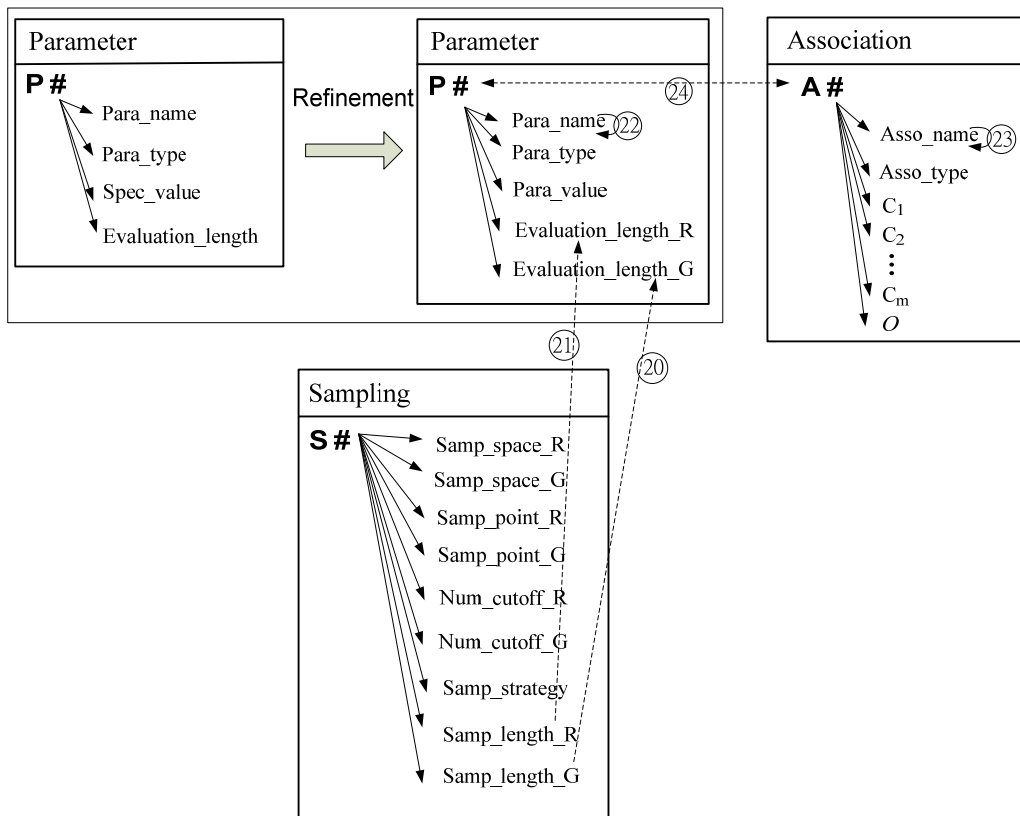 Parameter
P #
Para_name
Para_type
Spec_value
Evaluation_length
Refinement
Parameter
P #
Para_name
22
Para_type
Para_value
Evaluation_length_R
Evaluation_length_G
24
Association
A #
Asso_name
23
Asso_type
C1
C2
⋮
Cm
O
21
20
Sampling
S #
Samp_space_R
Samp_space_G
Samp_point_R
Samp_point_G
Num_cutoff_R
Num_cutoff_G
Samp_strategy
Samp_length_R
Samp_length_G